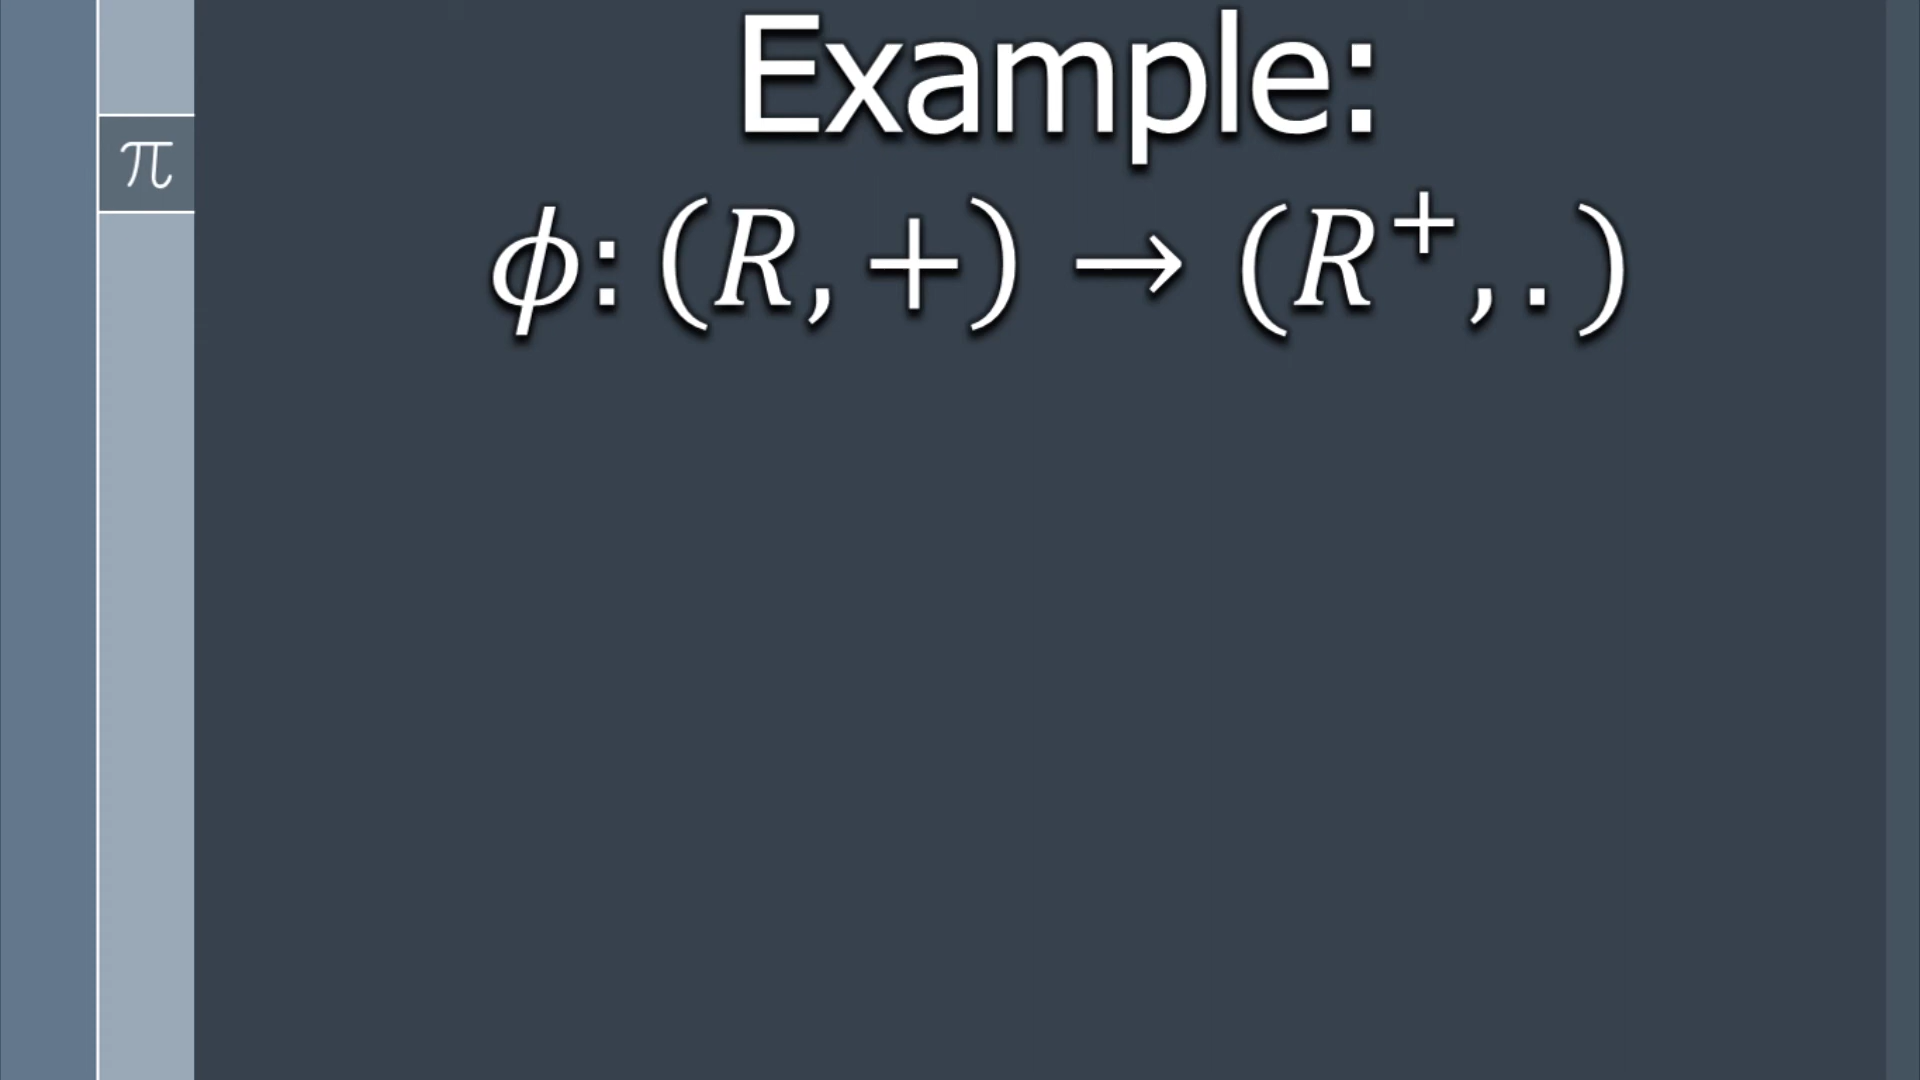 Example:
π
ϕ: (R, +) → (R⁺, . )